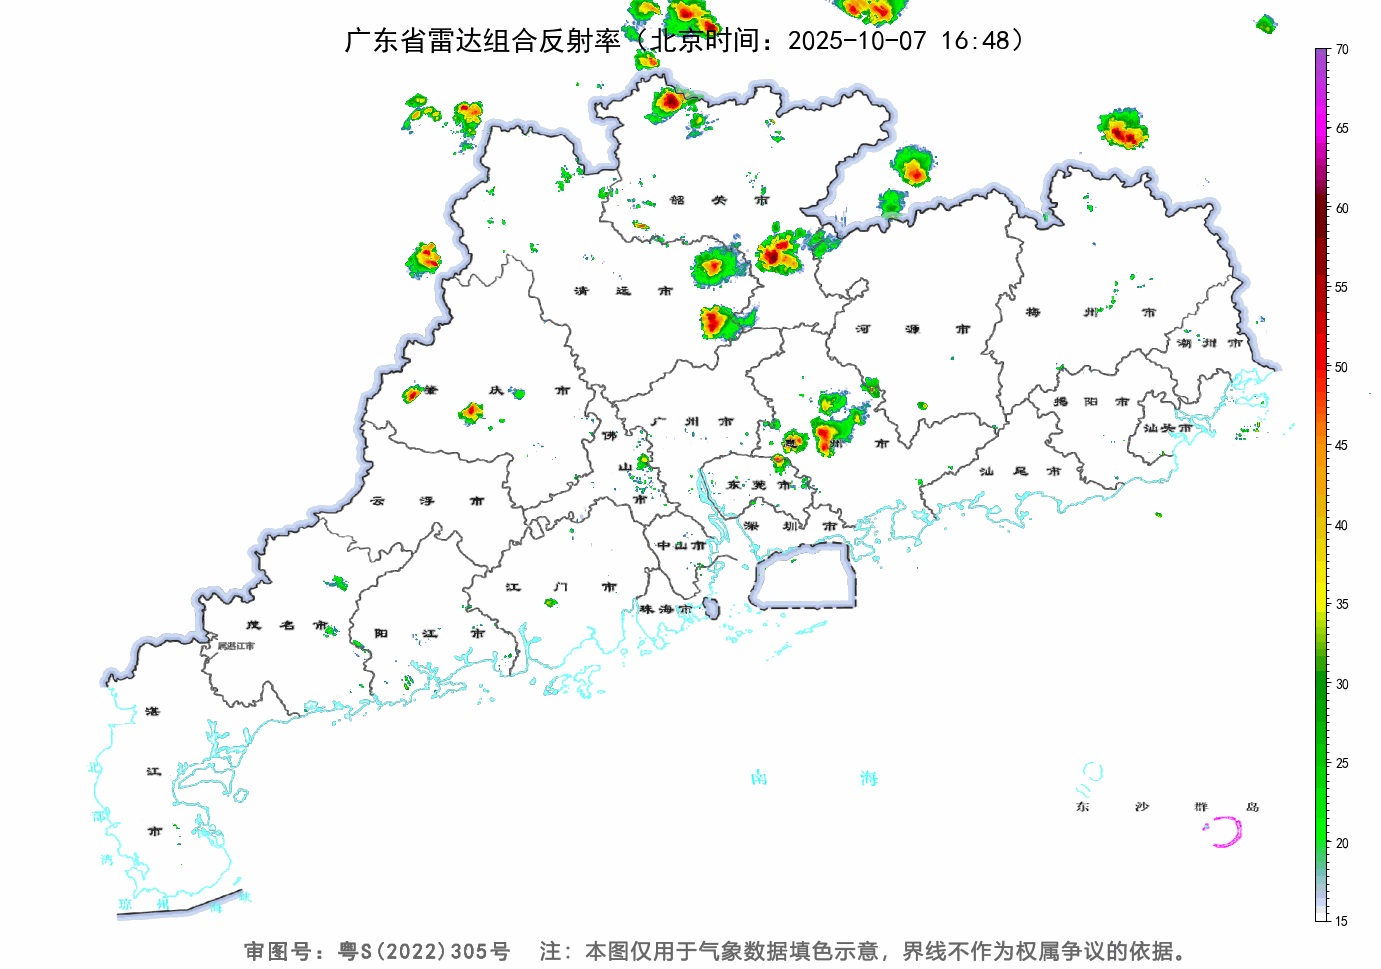 广东省雷达组合反射率（北京时间：2025-10-07 16:48）
70
65
60
55
50
45
40
35
30
25
20
15
韶 关 市
清 远 市
河 源 市
梅 州 市
潮 州 市
肇 庆 市
广 州 市
揭 阳 市
汕头市
佛 山 市
惠 州 市
东 莞 市
汕 尾 市
云 浮 市
深 圳 市
中山市
江 门 市
珠海市
茂 名 市
阳 江 市
属湛江市
湛 江 市
北 部 湾
南 海
东 沙 群 岛
琼 州 海 峡
审图号：粤S(2022)305号 注：本图仅用于气象数据填色示意，界线不作为权属争议的依据。